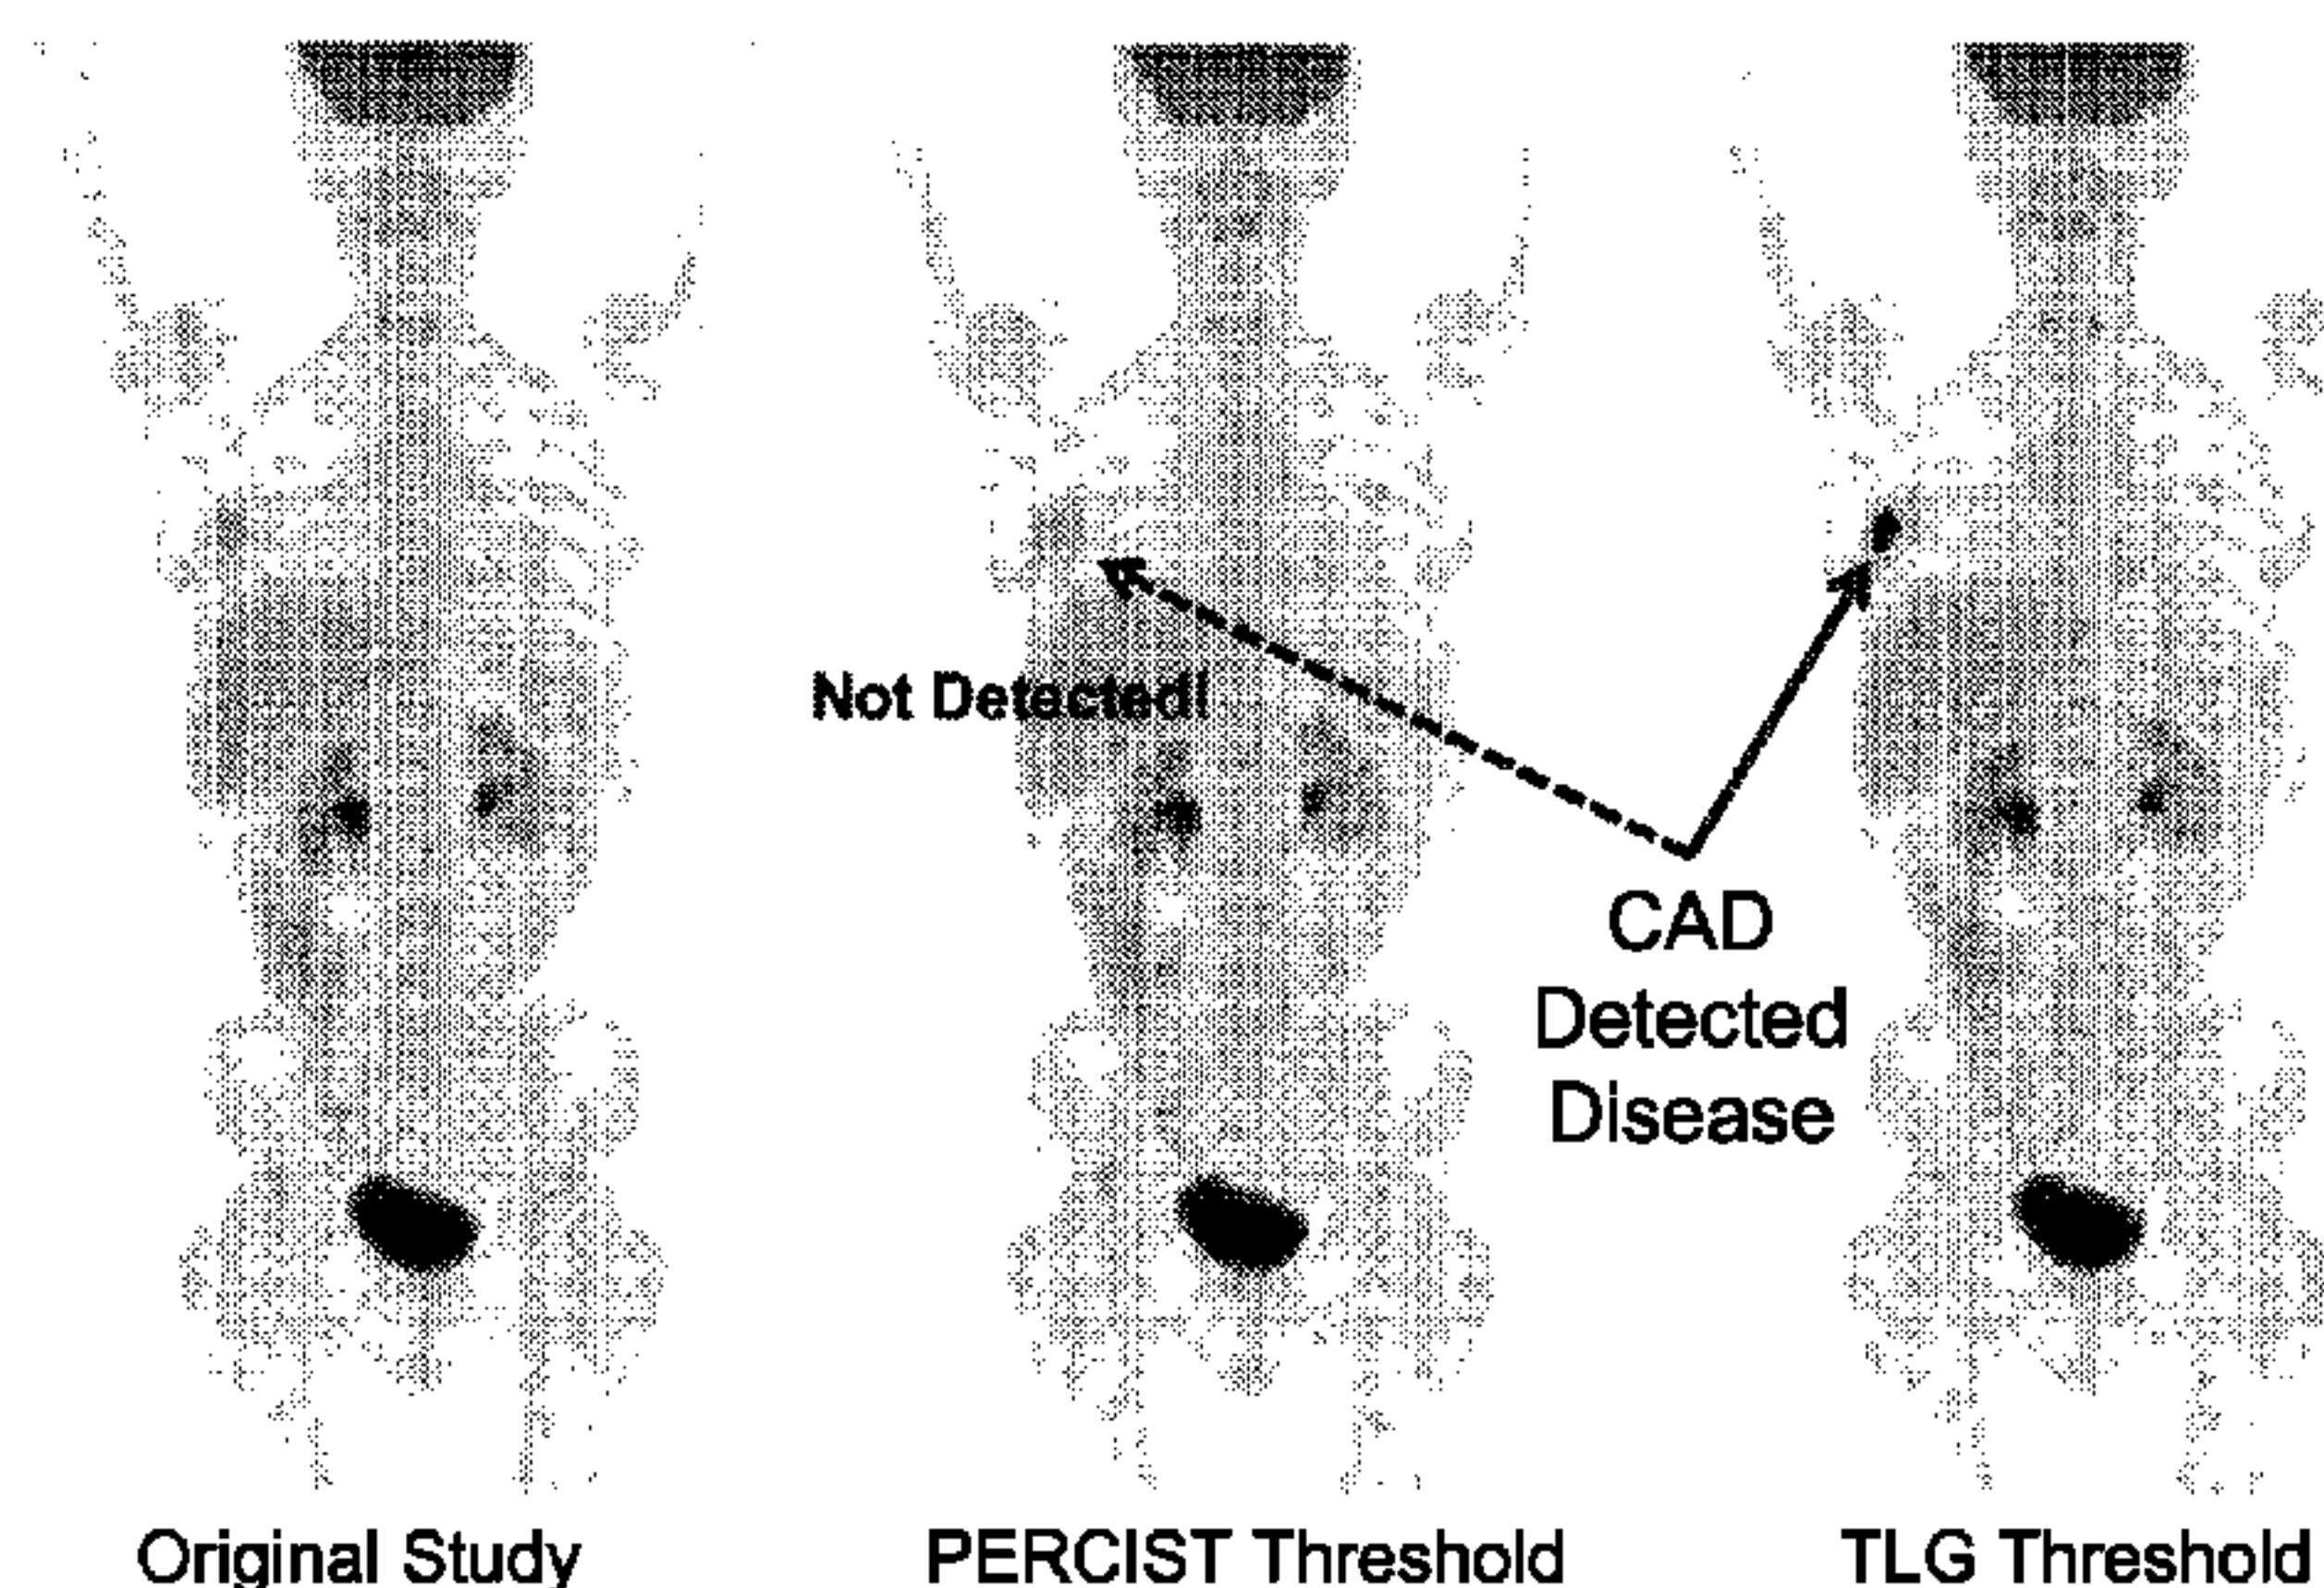 Not Detected!
CAD
Detected
Disease
Original Study
PERCIST Threshold
TLG Threshold